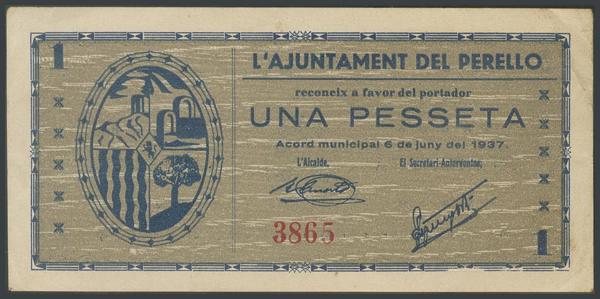 1
L'AJUNTAMENT DEL PERELLO
reconeix a favor del portador
UNA PESSETA
Acord municipal 6 de juny del 1937.
L'Alcalde, El Secretari-Interventor,
3865
1